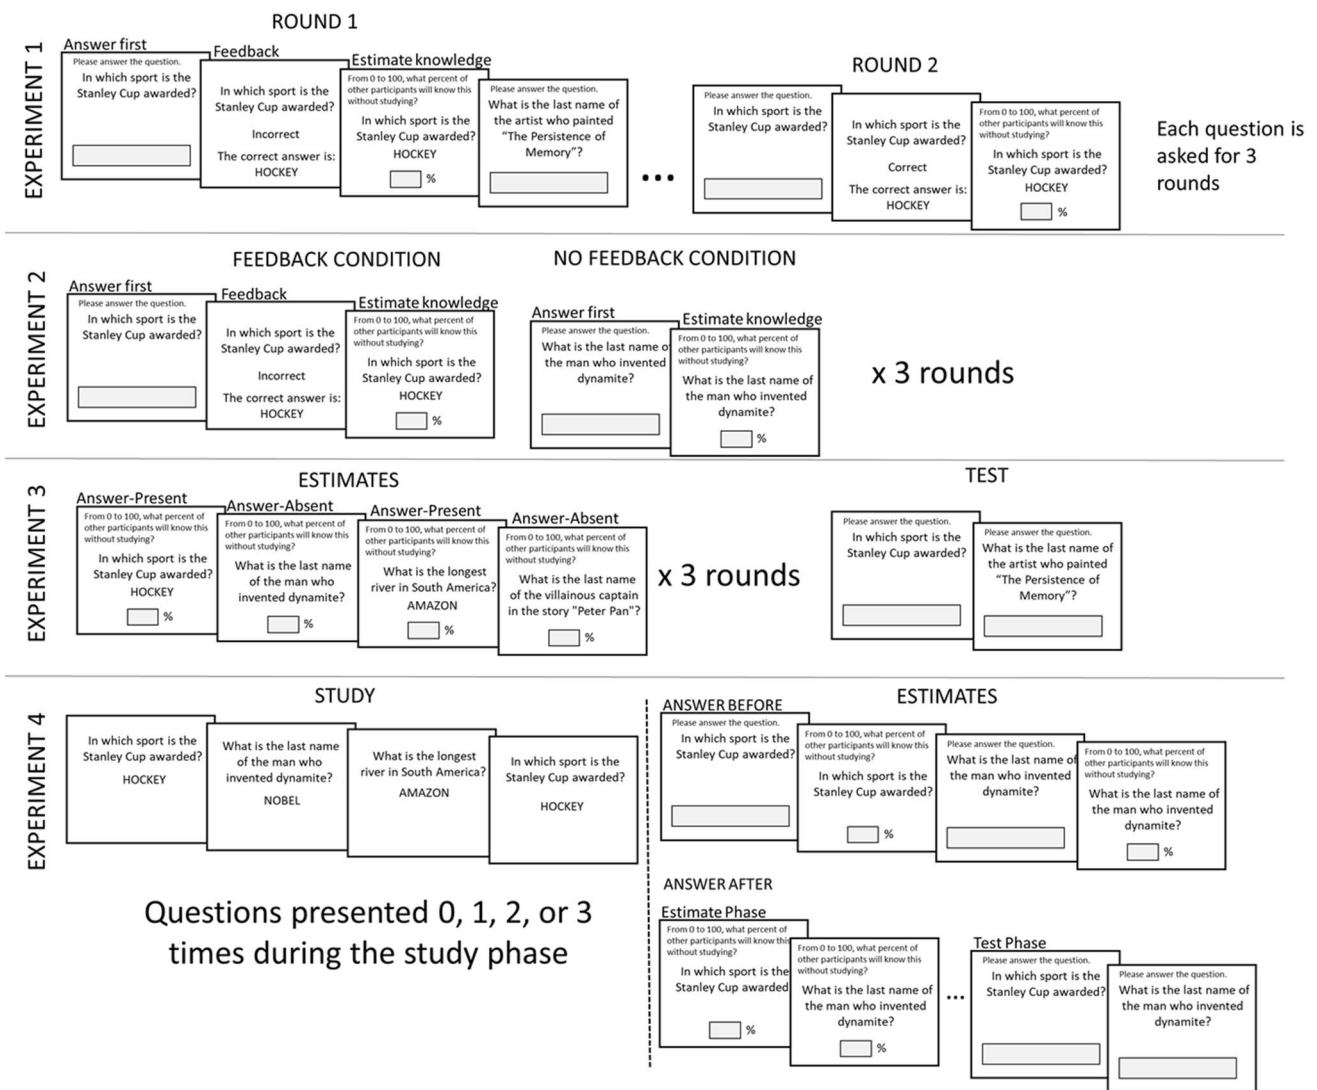 EXPERIMENT 1
ROUND 1
Answer first
Please answer the question.
In which sport is the
Stanley Cup awarded?
Feedback
In which sport is the
Stanley Cup awarded?
Incorrect
The correct answer is:
HOCKEY
Estimate knowledge
From 0 to 100, what percent of
other participants will know this
without studying?
In which sport is the
Stanley Cup awarded?
HOCKEY
%
Please answer the question.
What is the last name of
the artist who painted
“The Persistence of
Memory”?
...
ROUND 2
Please answer the question.
In which sport is the
Stanley Cup awarded?
In which sport is the
Stanley Cup awarded?
Correct
The correct answer is:
HOCKEY
From 0 to 100, what percent of
other participants will know this
without studying?
In which sport is the
Stanley Cup awarded?
HOCKEY
%
Each question is
asked for 3
rounds
EXPERIMENT 2
FEEDBACK CONDITION
Answer first
Please answer the question.
In which sport is the
Stanley Cup awarded?
Feedback
In which sport is the
Stanley Cup awarded?
Incorrect
The correct answer is:
HOCKEY
Estimate knowledge
From 0 to 100, what percent of
other participants will know this
without studying?
In which sport is the
Stanley Cup awarded?
HOCKEY
%
NO FEEDBACK CONDITION
Answer first
Please answer the question.
What is the last name of
the man who invented
dynamite?
Estimate knowledge
From 0 to 100, what percent of
other participants will know this
without studying?
What is the last name of
the man who invented
dynamite?
%
x 3 rounds
EXPERIMENT 3
ESTIMATES
Answer-Present
From 0 to 100, what percent of
other participants will know this
without studying?
In which sport is the
Stanley Cup awarded?
HOCKEY
%
Answer-Absent
From 0 to 100, what percent of
other participants will know this
without studying?
What is the last name
of the man who
invented dynamite?
%
Answer-Present
From 0 to 100, what percent of
other participants will know this
without studying?
What is the longest
river in South America?
AMAZON
%
Answer-Absent
From 0 to 100, what percent of
other participants will know this
without studying?
What is the last name
of the villainous captain
in the story "Peter Pan"?
%
x 3 rounds
TEST
Please answer the question.
In which sport is the
Stanley Cup awarded?
Please answer the question.
What is the last name of
the artist who painted
“The Persistence of
Memory”?
EXPERIMENT 4
STUDY
In which sport is the
Stanley Cup awarded?
HOCKEY
What is the last name
of the man who
invented dynamite?
NOBEL
What is the longest
river in South America?
AMAZON
In which sport is the
Stanley Cup awarded?
HOCKEY
Questions presented 0, 1, 2, or 3
times during the study phase
ESTIMATES
ANSWER BEFORE
Please answer the question.
In which sport is the
Stanley Cup awarded?
From 0 to 100, what percent of
other participants will know this
without studying?
In which sport is the
Stanley Cup awarded?
%
Please answer the question.
What is the last name of
the man who invented
dynamite?
From 0 to 100, what percent of
other participants will know this
without studying?
What is the last name of
the man who invented
dynamite?
%
ANSWER AFTER
Estimate Phase
From 0 to 100, what percent of
other participants will know this
without studying?
In which sport is the
Stanley Cup awarded
%
From 0 to 100, what percent of
other participants will know this
without studying?
What is the last name of
the man who invented
dynamite?
%
...
Test Phase
Please answer the question.
In which sport is the
Stanley Cup awarded?
Please answer the question.
What is the last name of
the man who invented
dynamite?